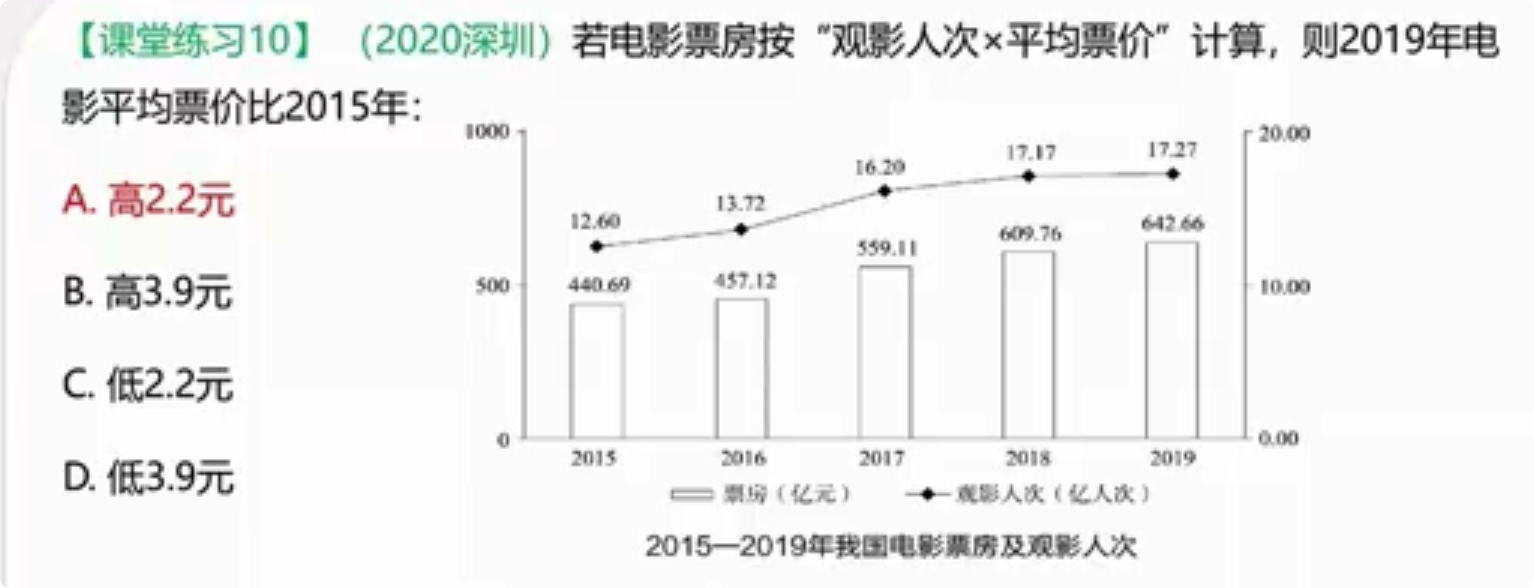 【课堂练习10】（2020深圳）若电影票房按“观影人次×平均票价”计算，则2019年电
影平均票价比2015年：
A. 高2.2元
B. 高3.9元
C. 低2.2元
D. 低3.9元
1000
20.00
17.27
17.17
16.20
13.72
12.60
642.66
609.76
559.11
457.12
440.69
500
10.00
0
0.00
2015 2016 2017 2018 2019
票房（亿元） 观影人次（亿人次）
2015—2019年我国电影票房及观影人次